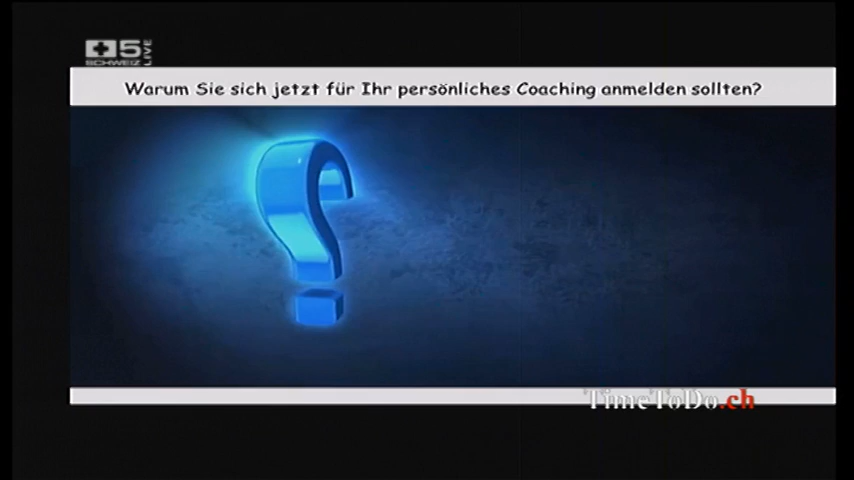 5
SCHWEIZ
LIVE
Warum Sie sich jetzt für Ihr persönliches Coaching anmelden sollten?
TimeToDo.ch